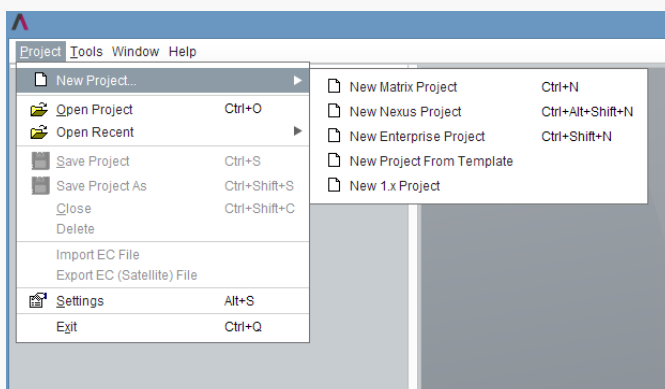 Project Tools Window Help
New Project...
Open Project Ctrl+O
Open Recent
Save Project Ctrl+S
Save Project As Ctrl+Shift+S
Close Ctrl+Shift+C
Delete
Import EC File
Export EC (Satellite) File
Settings Alt+S
Exit Ctrl+Q
New Matrix Project Ctrl+N
New Nexus Project Ctrl+Alt+Shift+N
New Enterprise Project Ctrl+Shift+N
New Project From Template
New 1.x Project